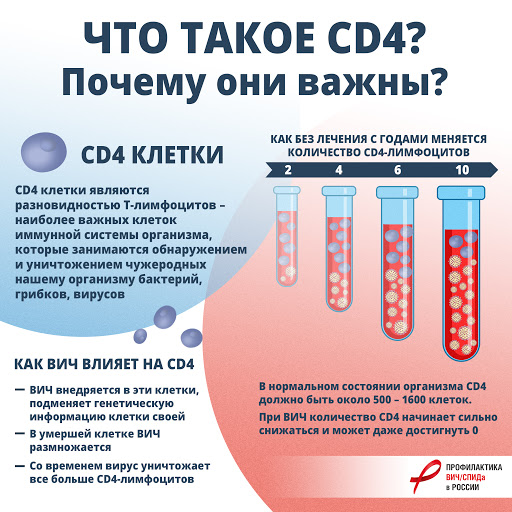 ЧТО ТАКОЕ CD4?
Почему они важны?
CD4 КЛЕТКИ
CD4 клетки являются
разновидностью Т-лимфоцитов –
наиболее важных клеток
иммунной системы организма,
которые занимаются обнаружением
и уничтожением чужеродных
нашему организму бактерий,
грибков, вирусов
КАК БЕЗ ЛЕЧЕНИЯ С ГОДАМИ МЕНЯЕТСЯ
КОЛИЧЕСТВО CD4-ЛИМФОЦИТОВ
2 4 6 10
КАК ВИЧ ВЛИЯЕТ НА CD4
— ВИЧ внедряется в эти клетки,
подменяет генетическую
информацию клетки своей
— В умершей клетке ВИЧ
размножается
— Со временем вирус уничтожает
все больше CD4-лимфоцитов
В нормальном состоянии организма CD4
должно быть около 500 – 1600 клеток.
При ВИЧ количество CD4 начинает сильно
снижаться и может даже достигнуть 0
ПРОФИЛАКТИКА
ВИЧ/СПИДа
в РОССИИ